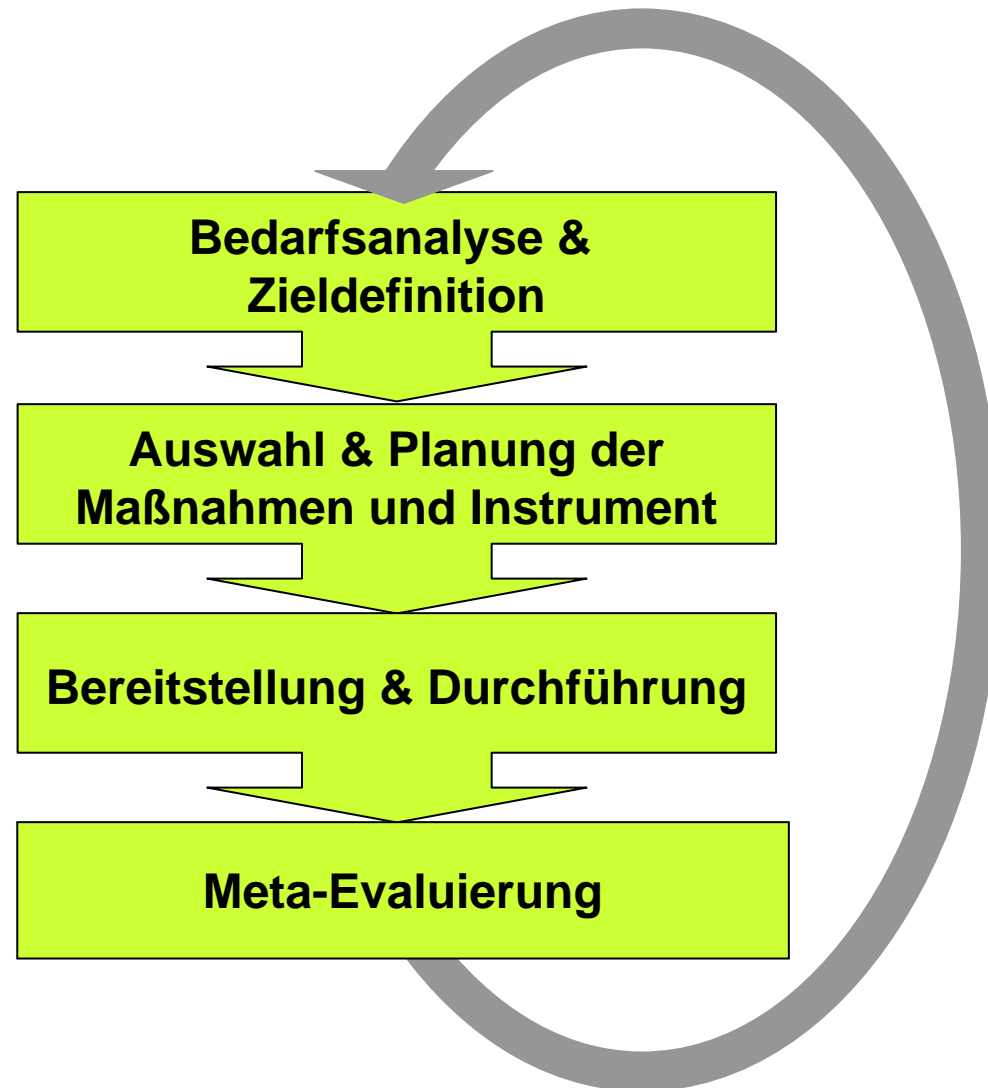 Bedarfsanalyse &
Zieldefinition
Auswahl & Planung der
Maßnahmen und Instrument
Bereitstellung & Durchführung
Meta-Evaluierung